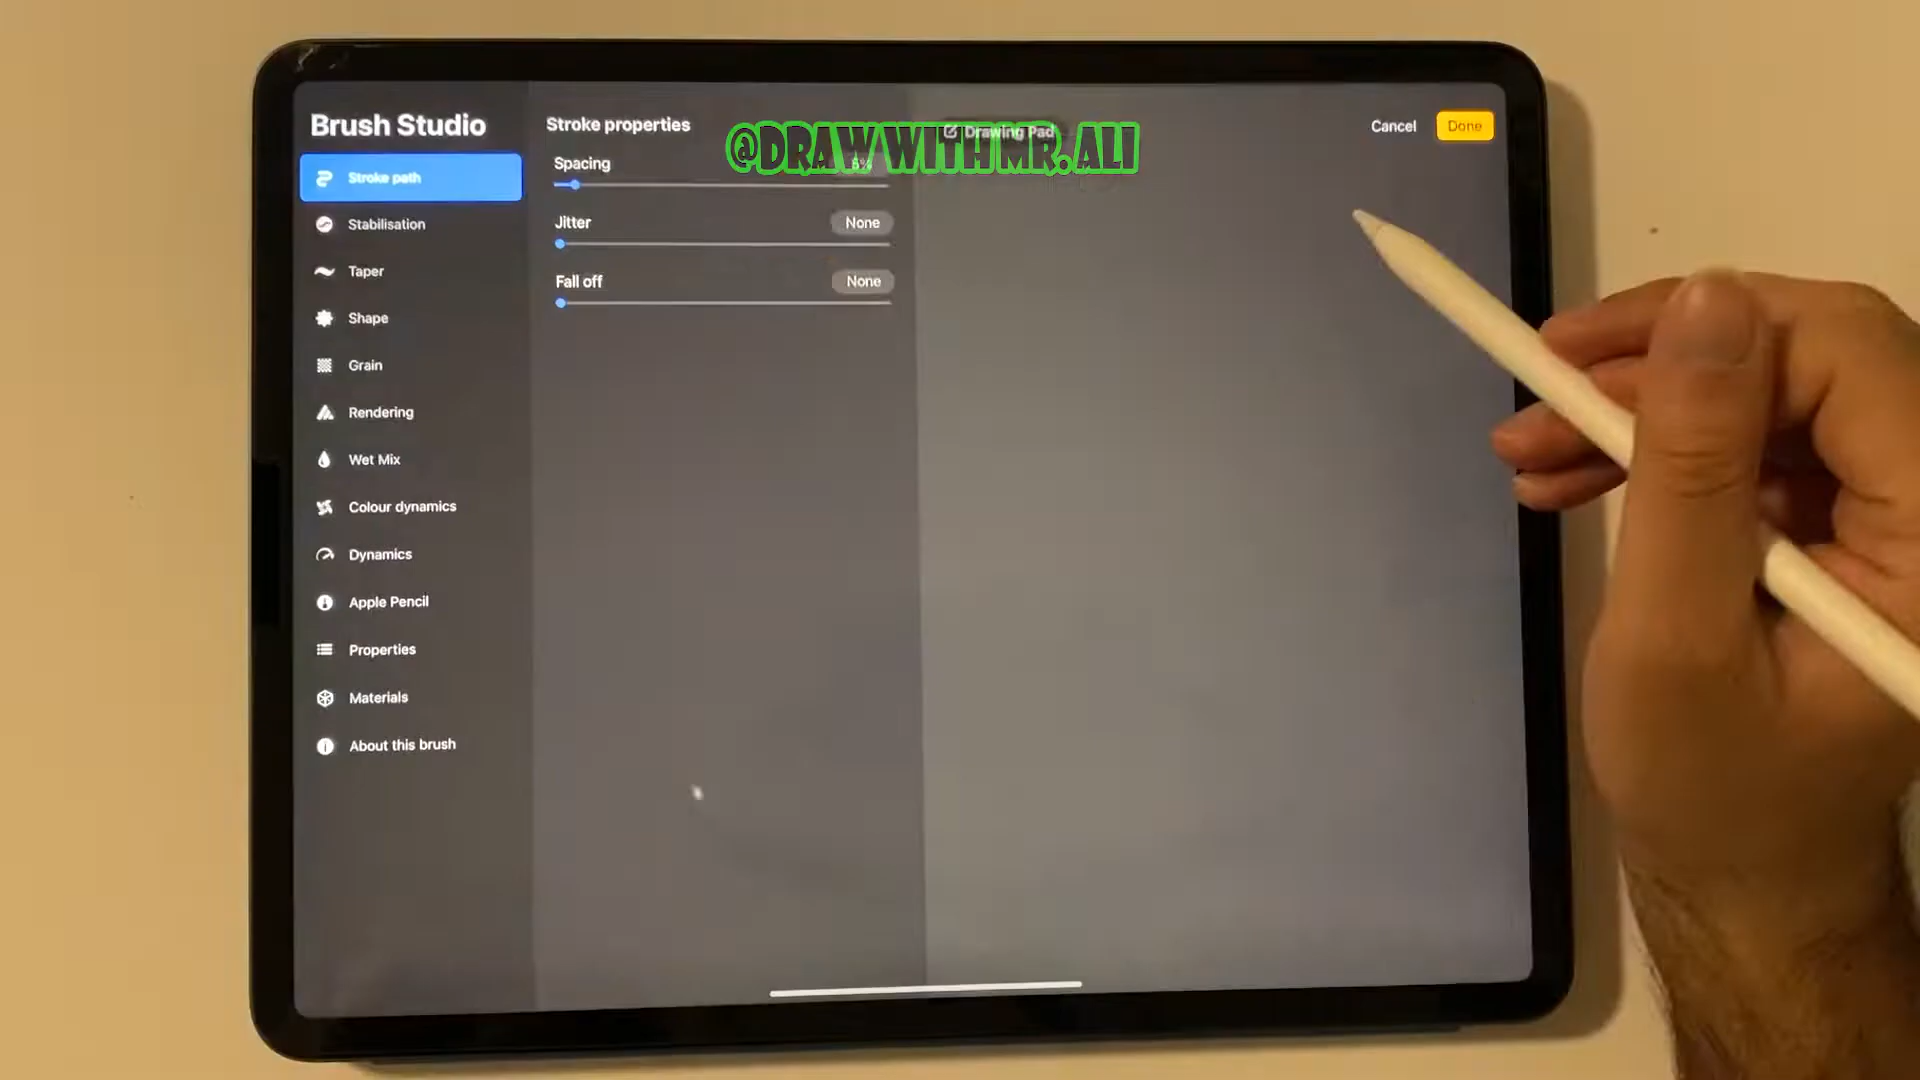 Brush Studio
Stroke path
Stabilisation
Taper
Shape
Grain
Rendering
Wet Mix
Colour dynamics
Dynamics
Apple Pencil
Properties
Materials
About this brush
Stroke properties
Spacing
Jitter None
Fall off None
@DRAWWITHMR.ALI
Drawing Pad
Cancel Done